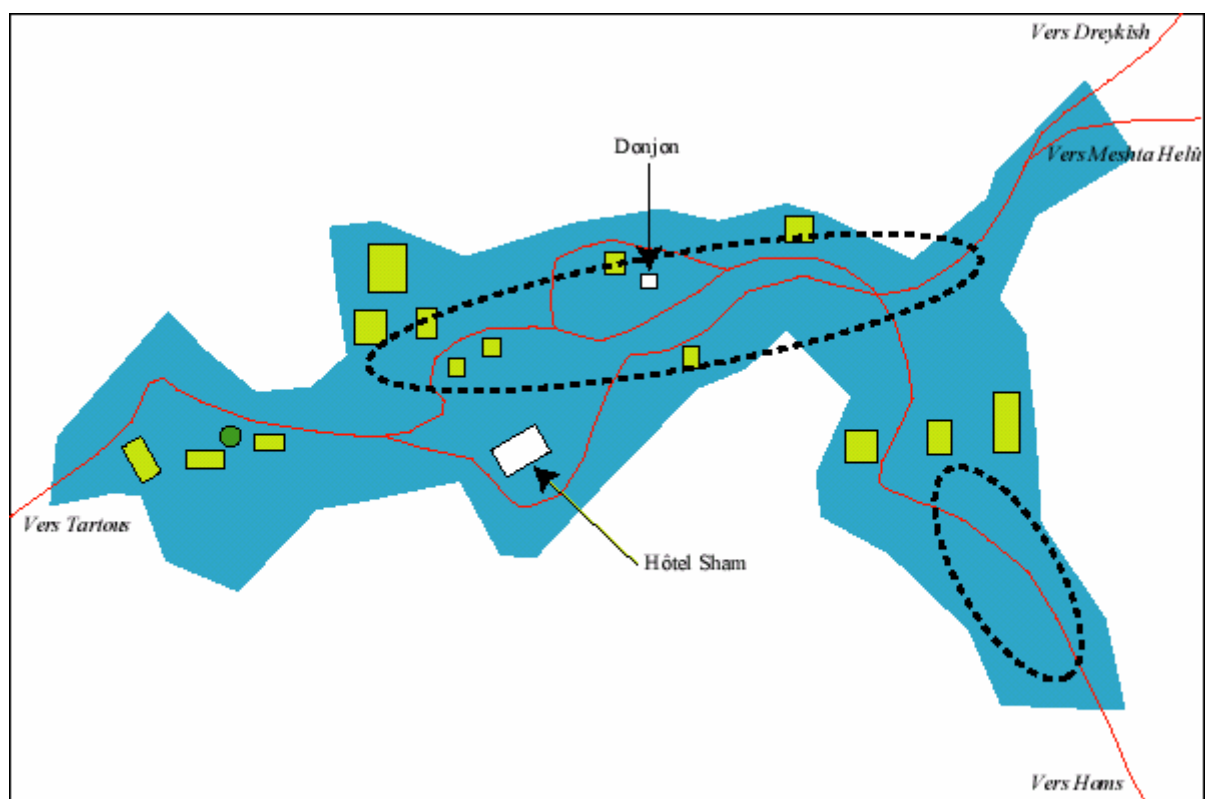 Vers Dreykish
Donjon
Vers Meshta Helû
Vers Tartous
Hôtel Sham
Vers Homs